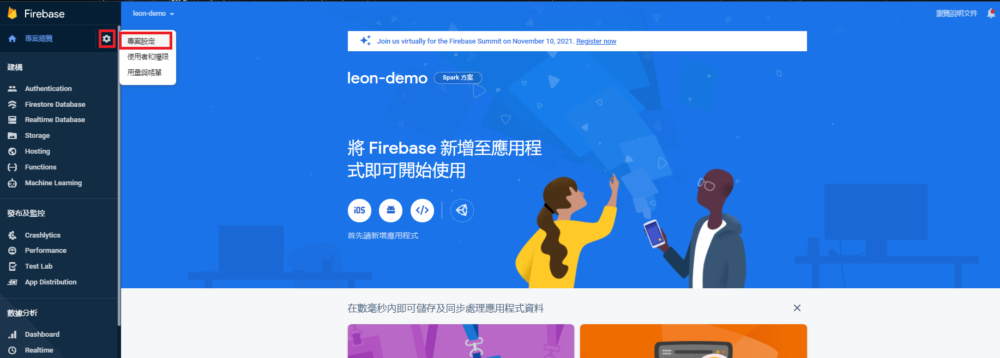 Firebase
leon-demo
瀏覽說明文件
專案總覽
專案設定
使用者和權限
用量與帳單
建構
Authentication
Firestore Database
Realtime Database
Storage
Hosting
Functions
Machine Learning
發布及監控
Crashlytics
Performance
Test Lab
App Distribution
數據分析
Dashboard
Realtime
Join us virtually for the Firebase Summit on November 10, 2021. Register now
leon-demo
Spark 方案
將 Firebase 新增至應用程
式即可開始使用
iOS
首先請新增應用程式
在數毫秒內即可儲存及同步處理應用程式資料